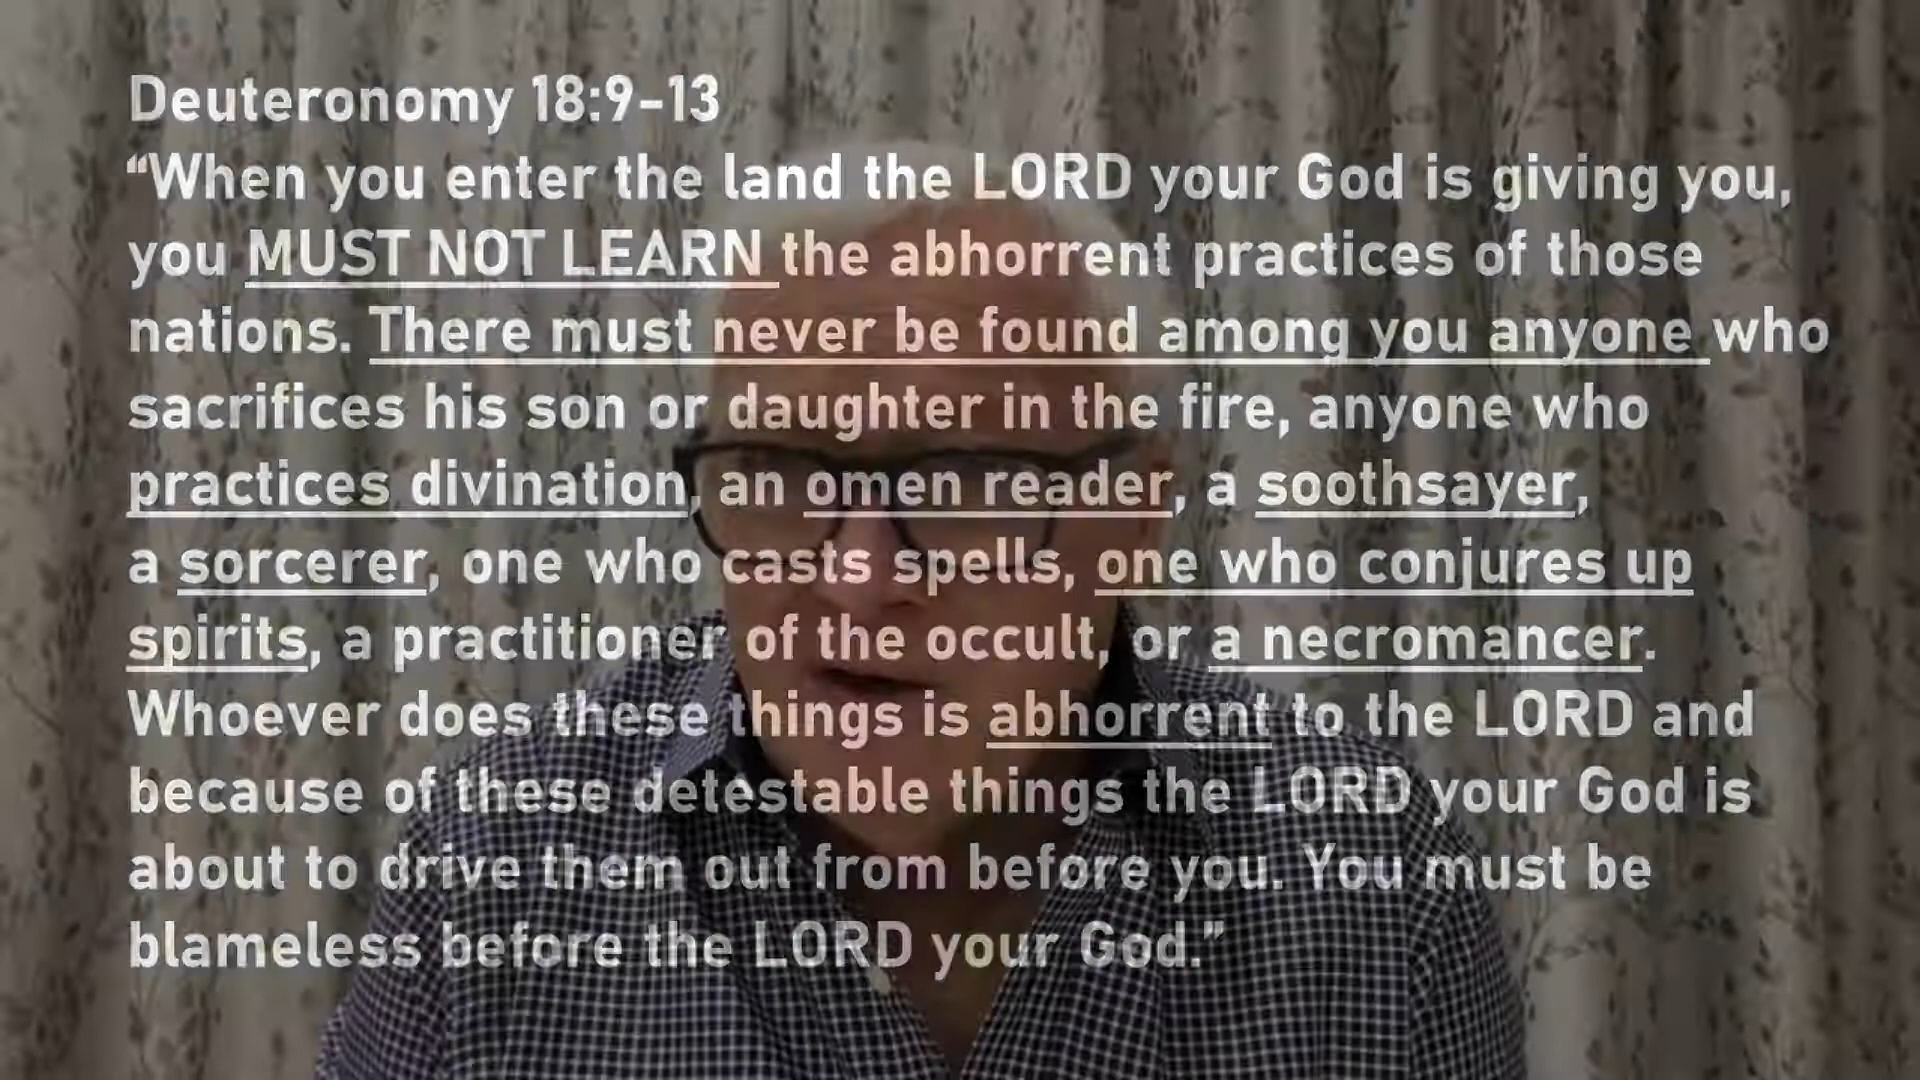 Deuteronomy 18:9–13
“When you enter the land the LORD your God is giving you,
you MUST NOT LEARN the abhorrent practices of those
nations. There must never be found among you anyone who
sacrifices his son or daughter in the fire, anyone who
practices divination, an omen reader, a soothsayer,
a sorcerer, one who casts spells, one who conjures up
spirits, a practitioner of the occult, or a necromancer.
Whoever does these things is abhorrent to the LORD and
because of these detestable things the LORD your God is
about to drive them out from before you. You must be
blameless before the LORD your God.”